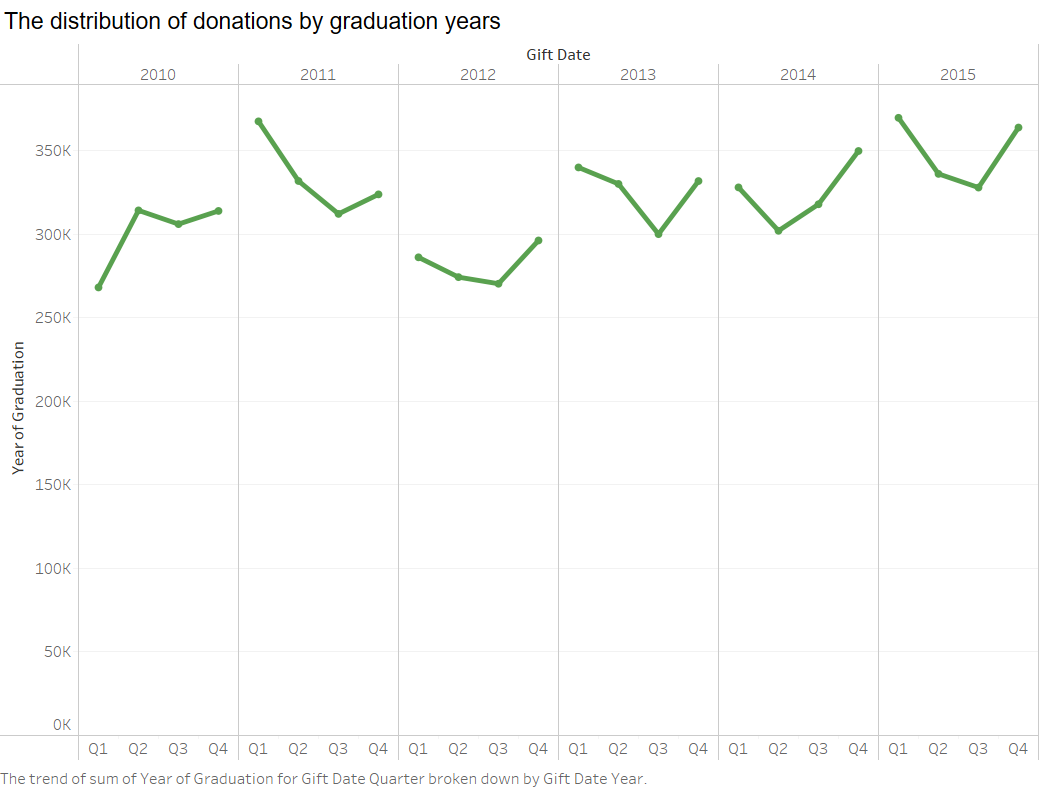 The distribution of donations by graduation years
Gift Date
2010 2011 2012 2013 2014 2015
Year of Graduation
350K
300K
250K
200K
150K
100K
50K
0K
Q1 Q2 Q3 Q4 Q1 Q2 Q3 Q4 Q1 Q2 Q3 Q4 Q1 Q2 Q3 Q4 Q1 Q2 Q3 Q4 Q1 Q2 Q3 Q4
The trend of sum of Year of Graduation for Gift Date Quarter broken down by Gift Date Year.